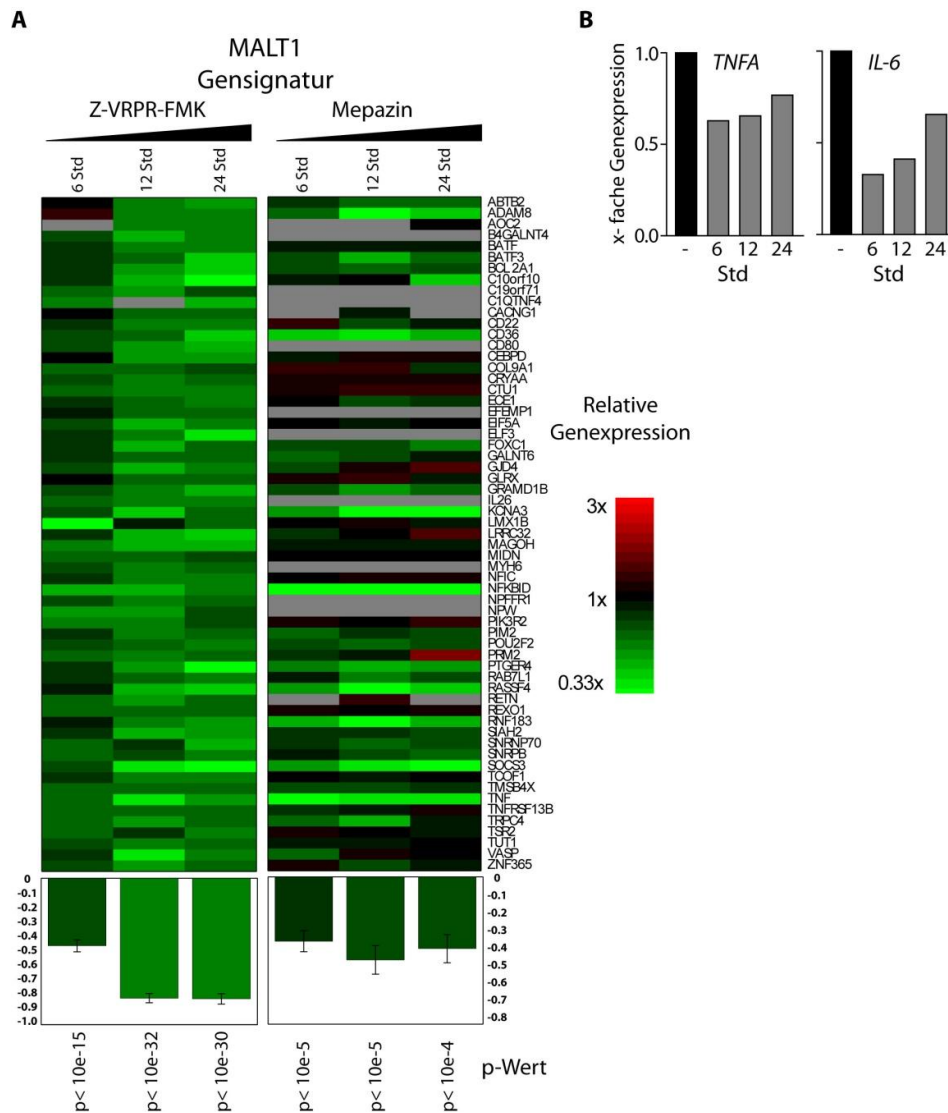 A
MALT1
Gensignatur
Z-VRPR-FMK
Mepazin
6 Std
12 Std
24 Std
6 Std
12 Std
24 Std
ABTB2
ADAM8
AOC2
B4GALNT4
BATF
BATF3
BCL2A1
C10orf10
C19orf71
C1QTNF4
CACNG1
CD22
CD36
CD80
CEBPD
COL9A1
CRYAA
CTU1
ECE1
EFEMP1
EIF5A
ELF3
FOXC1
GALNT6
GJD4
GLRX
GRAMD1B
IL26
KCNA3
LMX1B
LRRC32
MAGOH
MIDN
MYH6
NFIC
NFKBID
NPFFR1
NPW
PIK3R2
PIM2
POU2F2
PRM2
PTGER4
RAB7L1
RASSF4
RETN
REXO1
RNF183
SIAH2
SNRNP70
SNRPB
SOCS3
TCOF1
TMSB4X
TNF
TNFRSF13B
TRPC4
TSR2
TUT1
VASP
ZNF365
0
-0.1
-0.2
-0.3
-0.4
-0.5
-0.6
-0.7
-0.8
-0.9
-1.0
0
-0.1
-0.2
-0.3
-0.4
-0.5
-0.6
-0.7
-0.8
p< 10e-15
p< 10e-32
p< 10e-30
p< 10e-5
p< 10e-5
p< 10e-4
p-Wert
B
x- fache Genexpression
1.0
0.5
0.0
TNFA
- 6 12 24
Std
IL-6
- 6 12 24
Std
Relative
Genexpression
3x
1x
0.33x